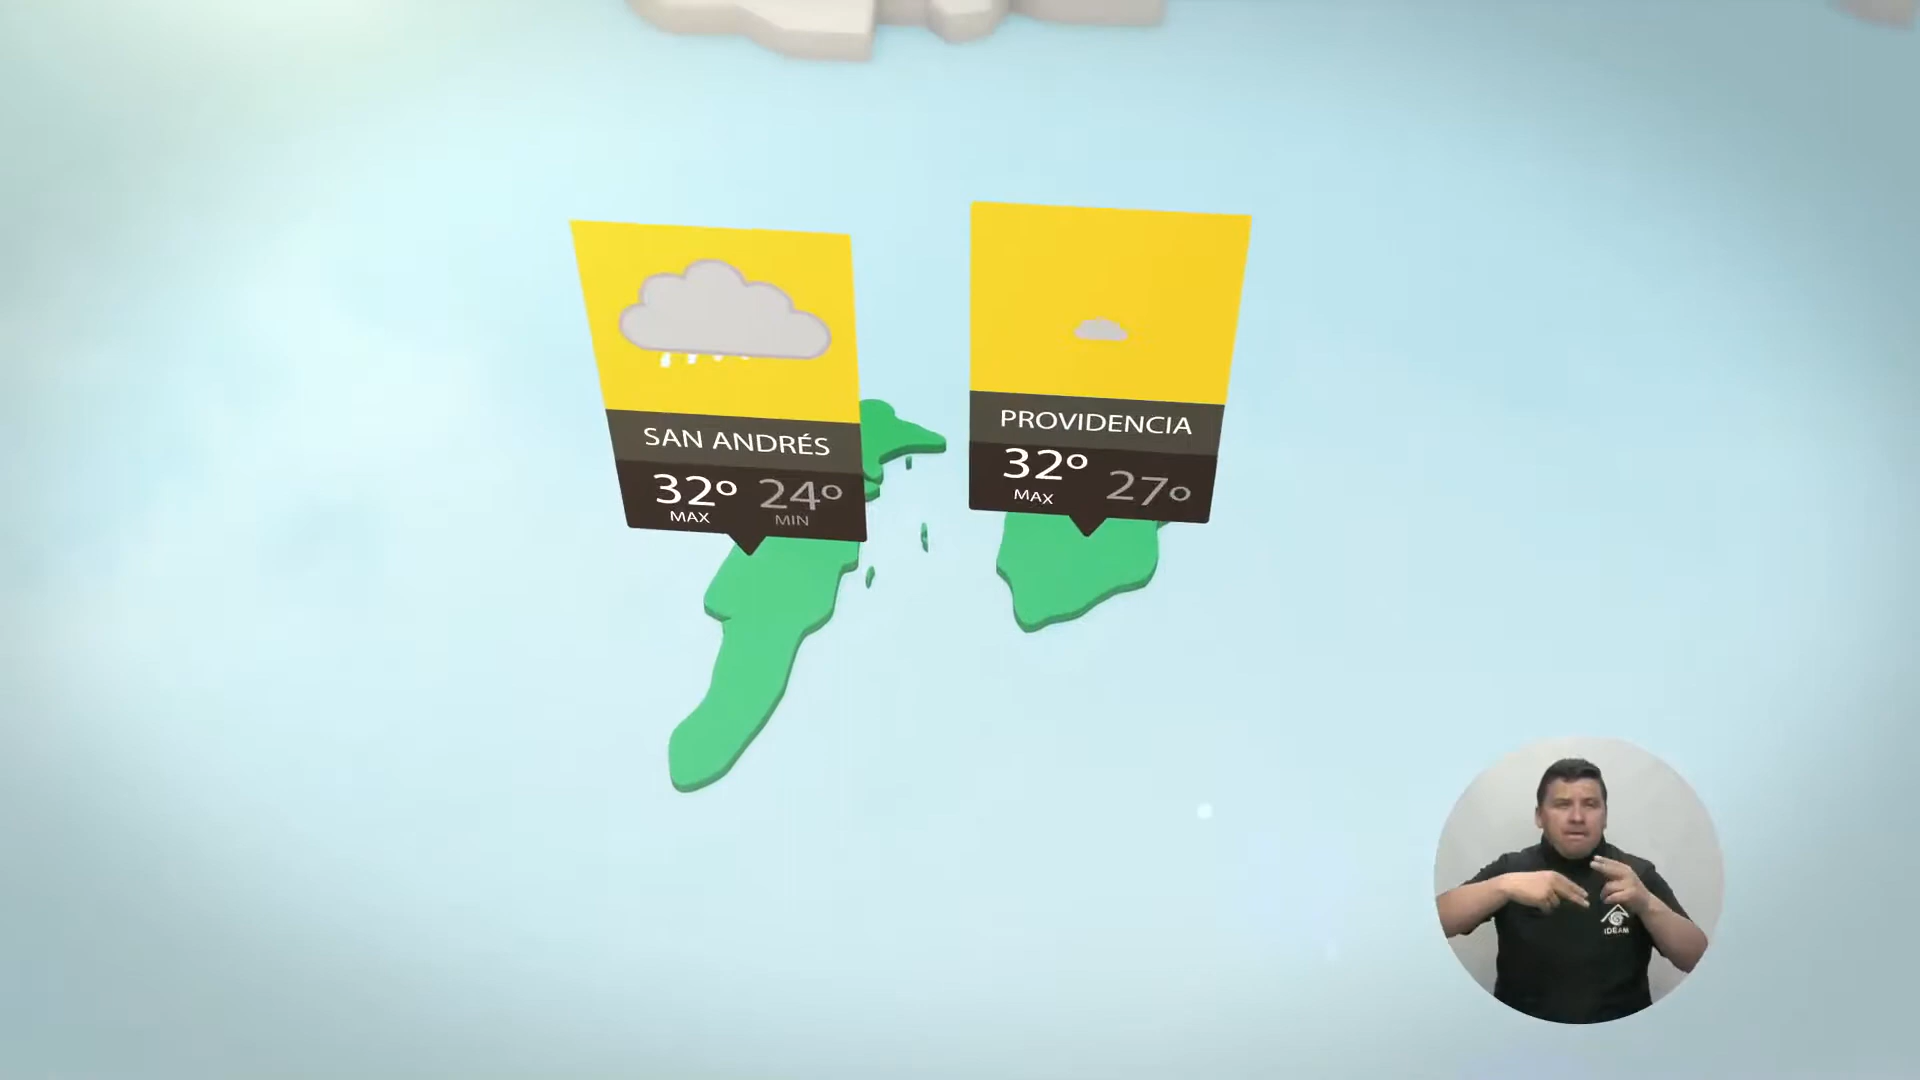 SAN ANDRÉS
32º 24º
MAX MIN
PROVIDENCIA
32º 27º
MAX
IDEAM